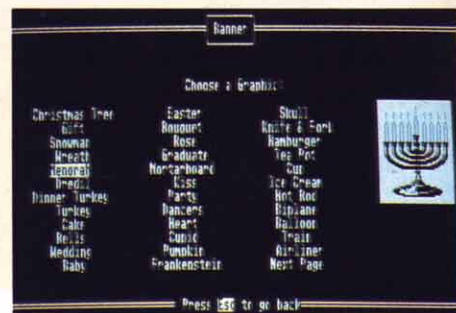 Banner
Choose a Graphic:
Christmas Tree Easter Skull
Gift Bouquet Knife & Fork
Snowman Rose Hamburger
Wreath Graduate Tea Pot
Menorah Mortarboard Cup
Dredil Kiss Ice Cream
Dinner Turkey Party Hot Rod
Turkey Dancers Biplane
Cake Heart Balloon
Bells Cupid Train
Wedding Pumpkin Airliner
Baby Frankenstein Next Page
Press Esc to go back